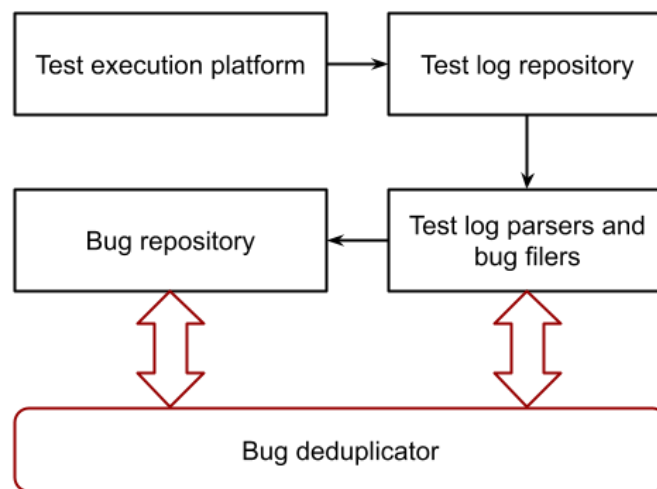 Test execution platform
Test log repository
Bug repository
Test log parsers and
bug filers
Bug deduplicator